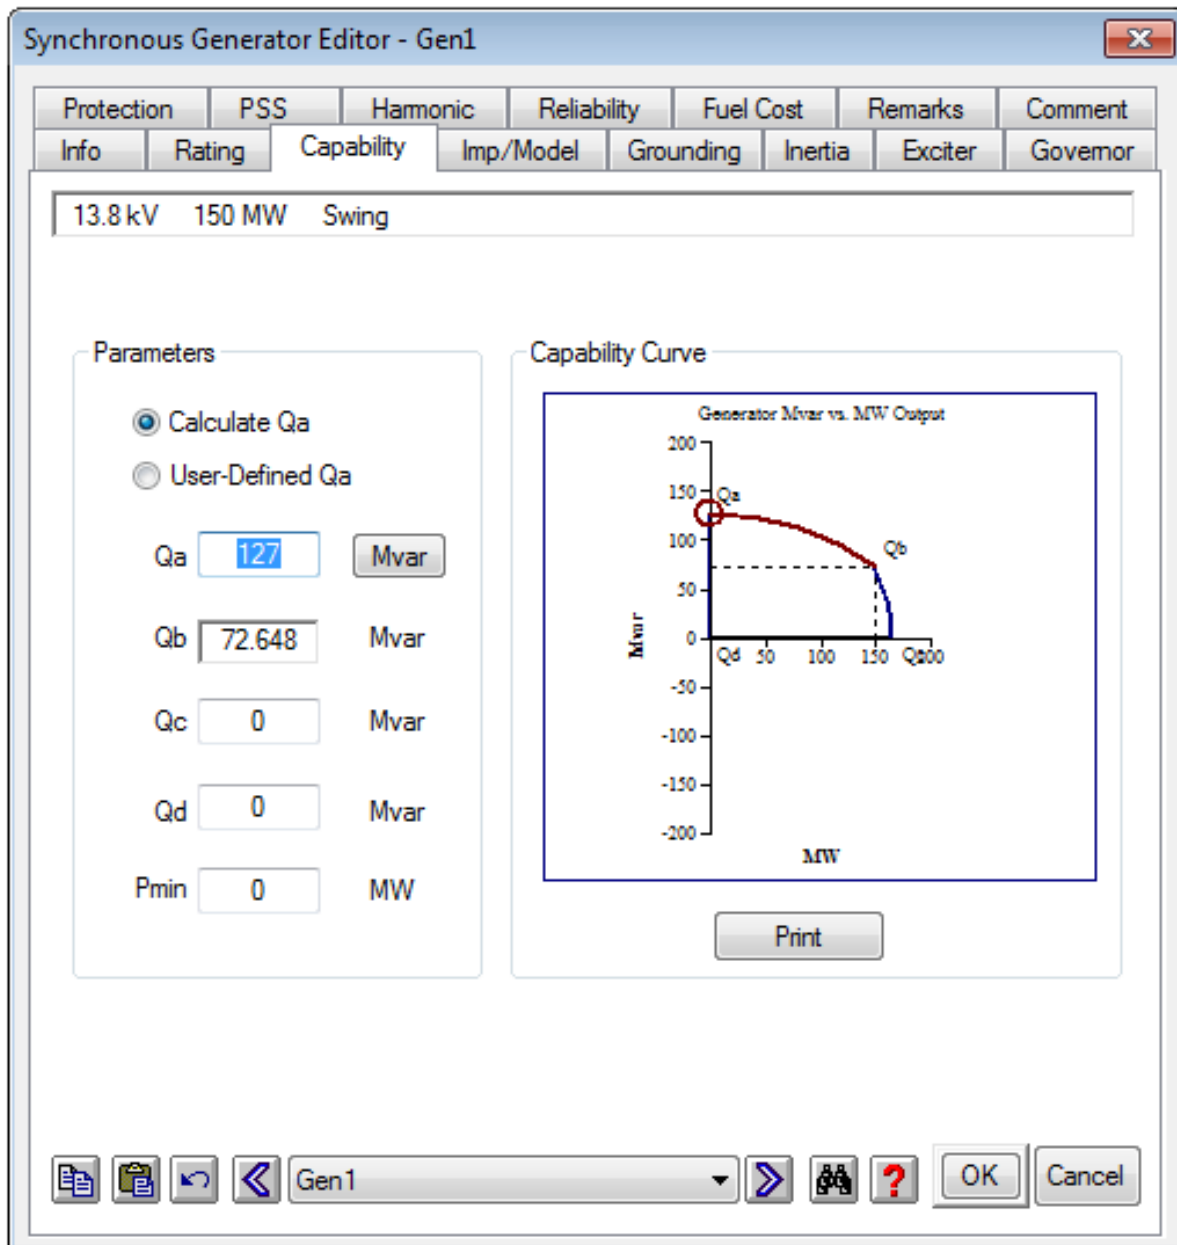 Synchronous Generator Editor - Gen1
Protection PSS Harmonic Reliability Fuel Cost Remarks Comment
Info Rating Capability Imp/Model Grounding Inertia Exciter Governor
13.8 kV 150 MW Swing
Parameters
Calculate Qa
User-Defined Qa
Qa 127 Mvar
Qb 72.648 Mvar
Qc 0 Mvar
Qd 0 Mvar
Pmin 0 MW
Capability Curve
Generator Mvar vs. MW Output
200
150
Qa
100
Qb
50
Mvar
0
Qd 50 100 150 200
-50
-100
-150
-200
MW
Print
Gen1
? OK Cancel